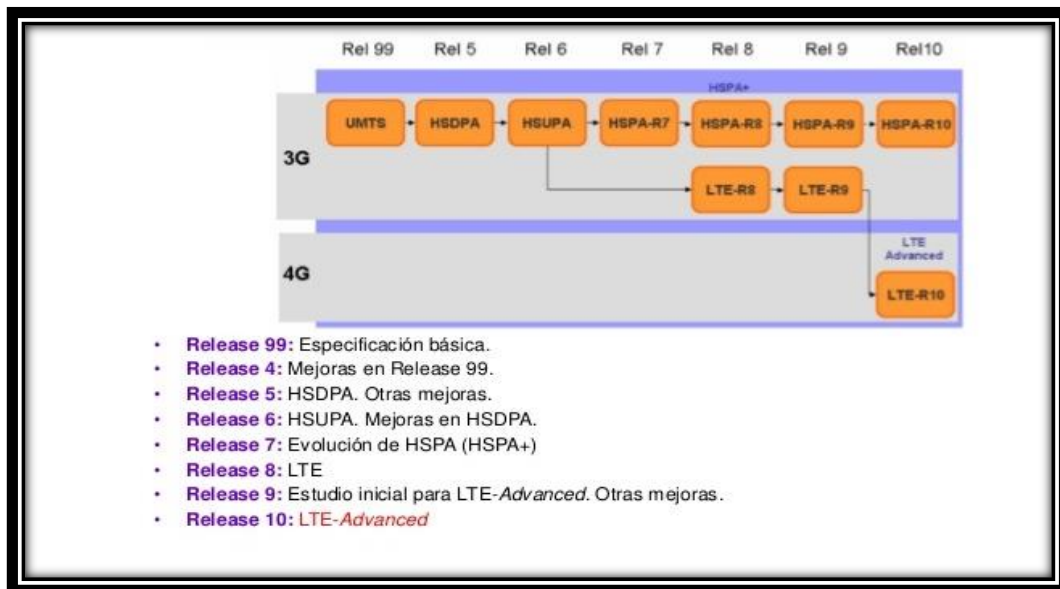 Rel 99 Rel 5 Rel 6 Rel 7 Rel 8 Rel 9 Rel10
HSPA+
UMTS HSDPA HSUPA HSPA-R7 HSPA-R8 HSPA-R9 HSPA-R10
3G
LTE-R8 LTE-R9
LTE
Advanced
4G
LTE-R10
• Release 99: Especificación básica.
• Release 4: Mejoras en Release 99.
• Release 5: HSDPA. Otras mejoras.
• Release 6: HSUPA. Mejoras en HSDPA.
• Release 7: Evolución de HSPA (HSPA+)
• Release 8: LTE
• Release 9: Estudio inicial para LTE-Advanced. Otras mejoras.
• Release 10: LTE-Advanced